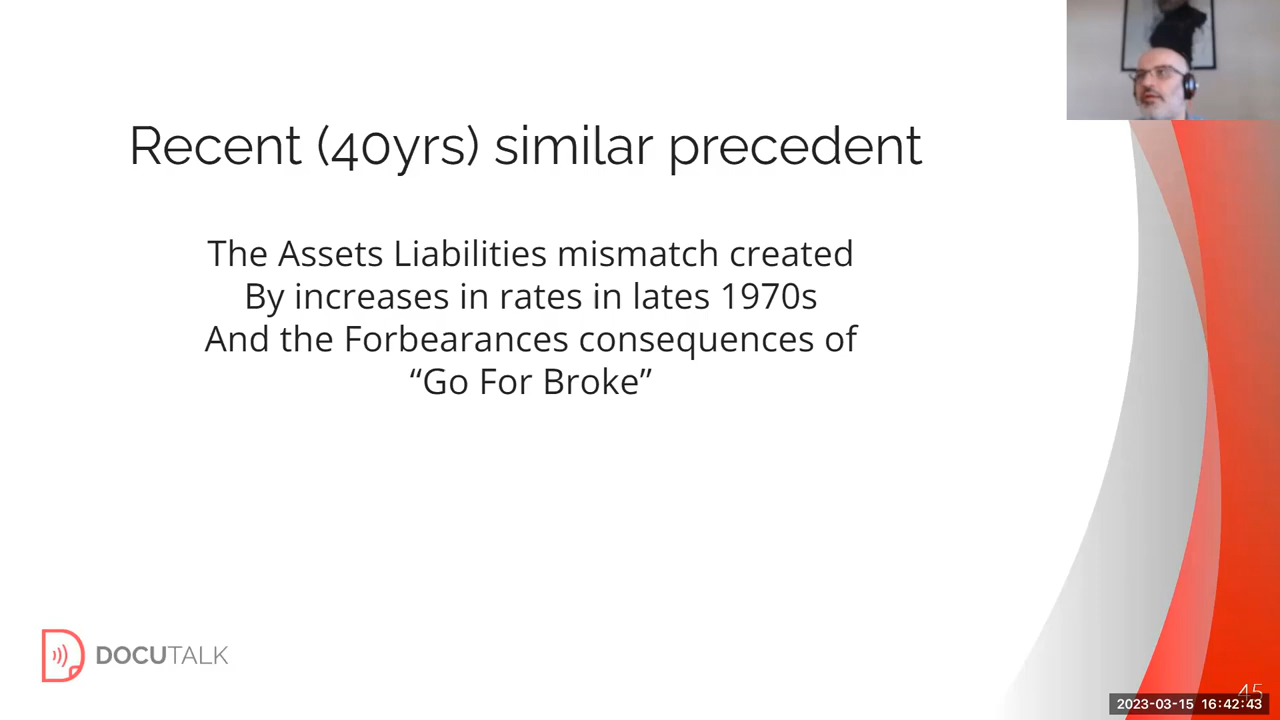 Recent (40yrs) similar precedent
The Assets Liabilities mismatch created
By increases in rates in lates 1970s
And the Forbearances consequences of
“Go For Broke”
DOCUTALK
45
2023-03-15 16:42:43